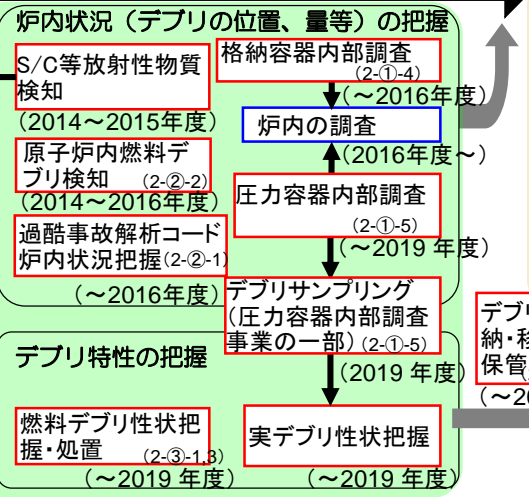 炉内状況（デブリの位置、量等）の把握
S/C等放射性物質
検知
(2014～2015年度)
原子炉内燃料デ
ブリ検知 (2-②-2)
(2014～2016年度)
過酷事故解析コード
炉内状況把握(2-②-1)
(～2016年度)
格納容器内部調査
(2-①-4)
(～2016年度)
炉内の調査
(2016年度～)
圧力容器内部調査
(2-①-5)
(～2019 年度)
デブリサンプリング
(圧力容器内部調査
事業の一部) (2-①-5)
(2019 年度)
デブリ特性の把握
燃料デブリ性状把
握・処置 (2-③-1,3)
(～2019 年度)
実デブリ性状把握
(～2019 年度)
デブ
納・移
保管
(～20